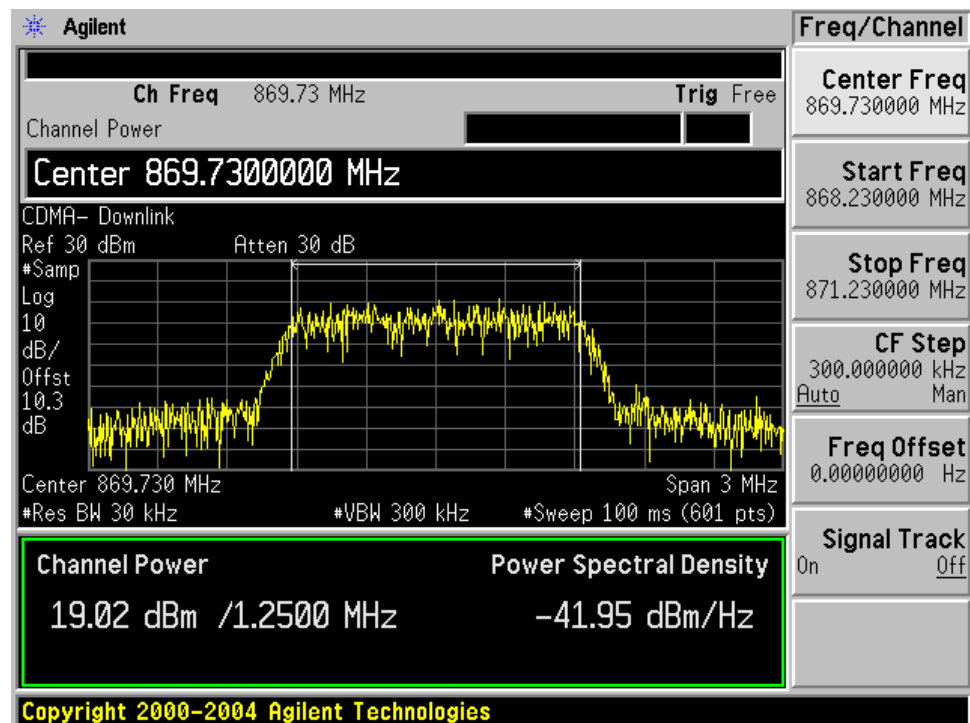 Agilent
Freq/Channel
Ch Freq 869.73 MHz Trig Free
Channel Power
Center 869.7300000 MHz
CDMA- Downlink
Ref 30 dBm Atten 30 dB
#Samp
Log
10
dB/
Offst
10.3
dB
Center 869.730 MHz Span 3 MHz
#Res BW 30 kHz #VBW 300 kHz #Sweep 100 ms (601 pts)
Channel Power Power Spectral Density
19.02 dBm /1.2500 MHz -41.95 dBm/Hz
Copyright 2000-2004 Agilent Technologies
Center Freq
869.730000 MHz
Start Freq
868.230000 MHz
Stop Freq
871.230000 MHz
CF Step
300.000000 kHz
Auto Man
Freq Offset
0.00000000 Hz
Signal Track
On Off